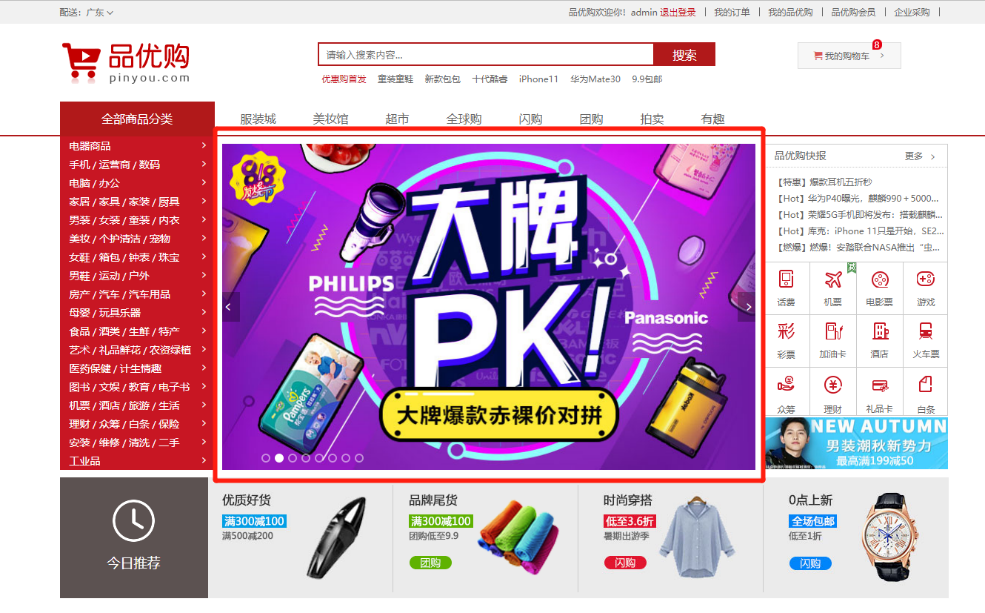 配送：广东
品优购欢迎您! admin 退出登录 | 我的订单 | 我的品优购 | 品优购会员 | 企业采购 |
品优购
pinyou.com
请输入搜索内容...
搜索
优惠购首发 童装童鞋 新款包包 十代酷睿 iPhone11 华为Mate30 9.9包邮
我的购物车 >
8
全部商品分类
服装城 美妆馆 超市 全球购 闪购 团购 拍卖 有趣
电器商品 >
手机 / 运营商 / 数码 >
电脑 / 办公 >
家居 / 家具 / 家装 / 厨具 >
男装 / 女装 / 童装 / 内衣 >
美妆 / 个护清洁 / 宠物 >
女鞋 / 箱包 / 钟表 / 珠宝 >
男鞋 / 运动 / 户外 >
房产 / 汽车 / 汽车用品 >
母婴 / 玩具乐器 >
食品 / 酒类 / 生鲜 / 特产 >
艺术 / 礼品鲜花 / 农资绿植 >
医药保健 / 计生情趣 >
图书 / 文娱 / 教育 / 电子书 >
机票 / 酒店 / 旅游 / 生活 >
理财 / 众筹 / 白条 / 保险 >
安装 / 维修 / 清洗 / 二手 >
工业品 >
818
大牌
PK!
PHILIPS
Panasonic
Pampers
大牌爆款赤裸价对拼
品优购快报
更多 >
【特惠】爆款耳机五折秒
【Hot】华为P40曝光，麒麟990 + 5000...
【Hot】荣耀5G手机即将发布：搭载麒麟...
【Hot】库克：iPhone 11只是开始，SE2...
【燃爆】燃爆！安踏联合NASA推出 "虫...
话费 机票 电影票 游戏
彩票 加油卡 酒店 火车票
众筹 理财 礼品卡 白条
NEW AUTUMN
男装潮秋新势力
最高满199减50
今日推荐
优质好货
满300减100
满500减200
品牌尾货
满300减100
团购低至9.9
团购
时尚穿搭
低至3.6折
暑期出游季
闪购
0点上新
全场包邮
低至1折
闪购